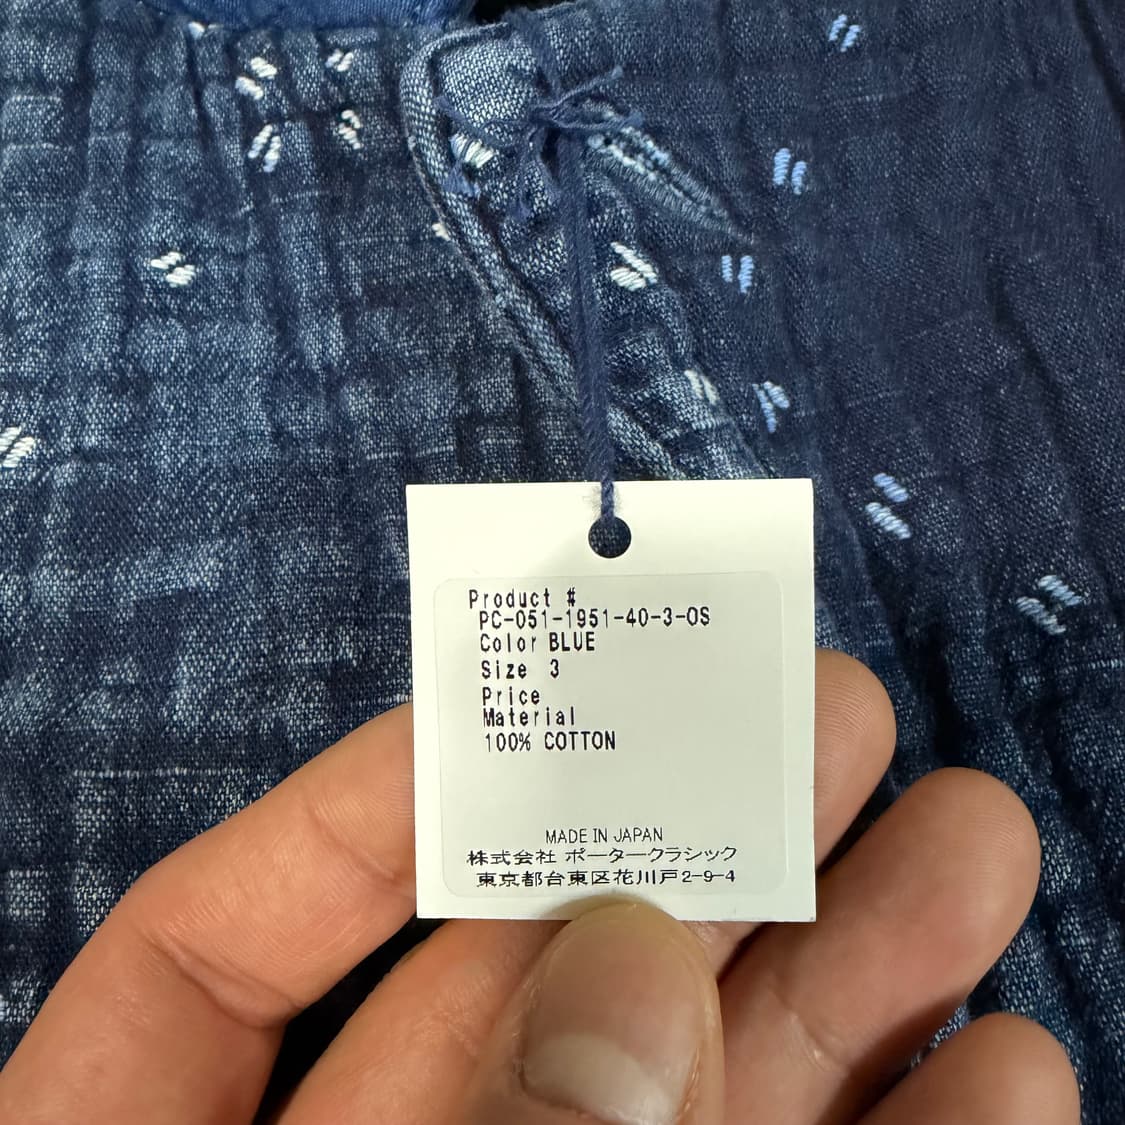 Product #
PC-051-1951-40-3-OS
Color BLUE
Size 3
Price
Material
100% COTTON
MADE IN JAPAN
株式会社 ポータークラシック
東京都台東区花川戸2-9-4